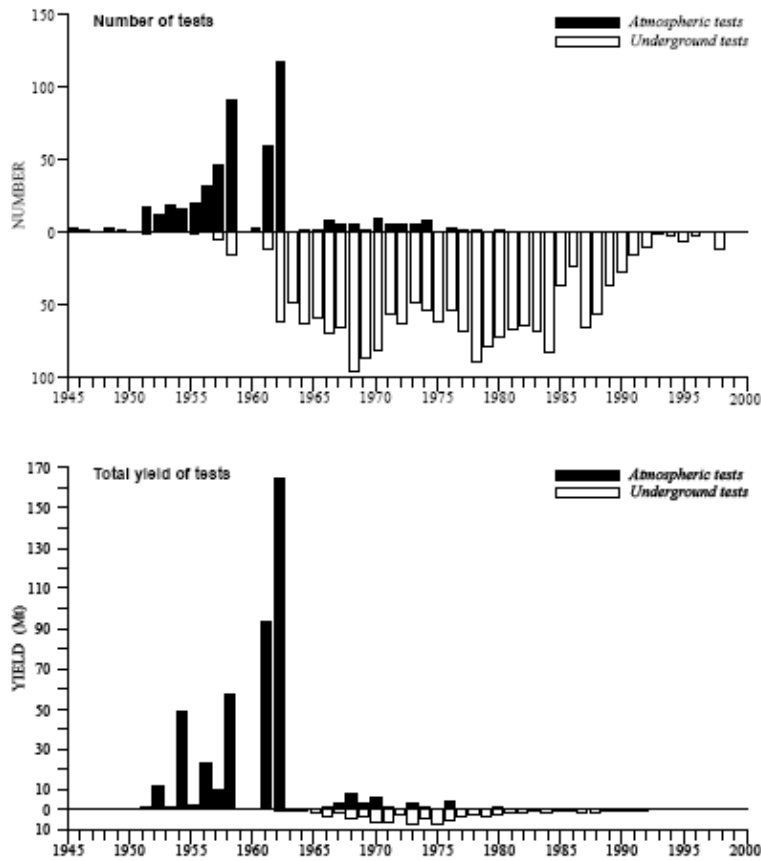 150
Number of tests
Atmospheric tests
Underground tests
100
50
NUMBER
0
50
100
1945 1950 1955 1960 1965 1970 1975 1980 1985 1990 1995 2000
170
Total yield of tests
Atmospheric tests
Underground tests
150
130
110
90
YIELD (Mt)
70
50
30
10
0
10
1945 1950 1955 1960 1965 1970 1975 1980 1985 1990 1995 2000